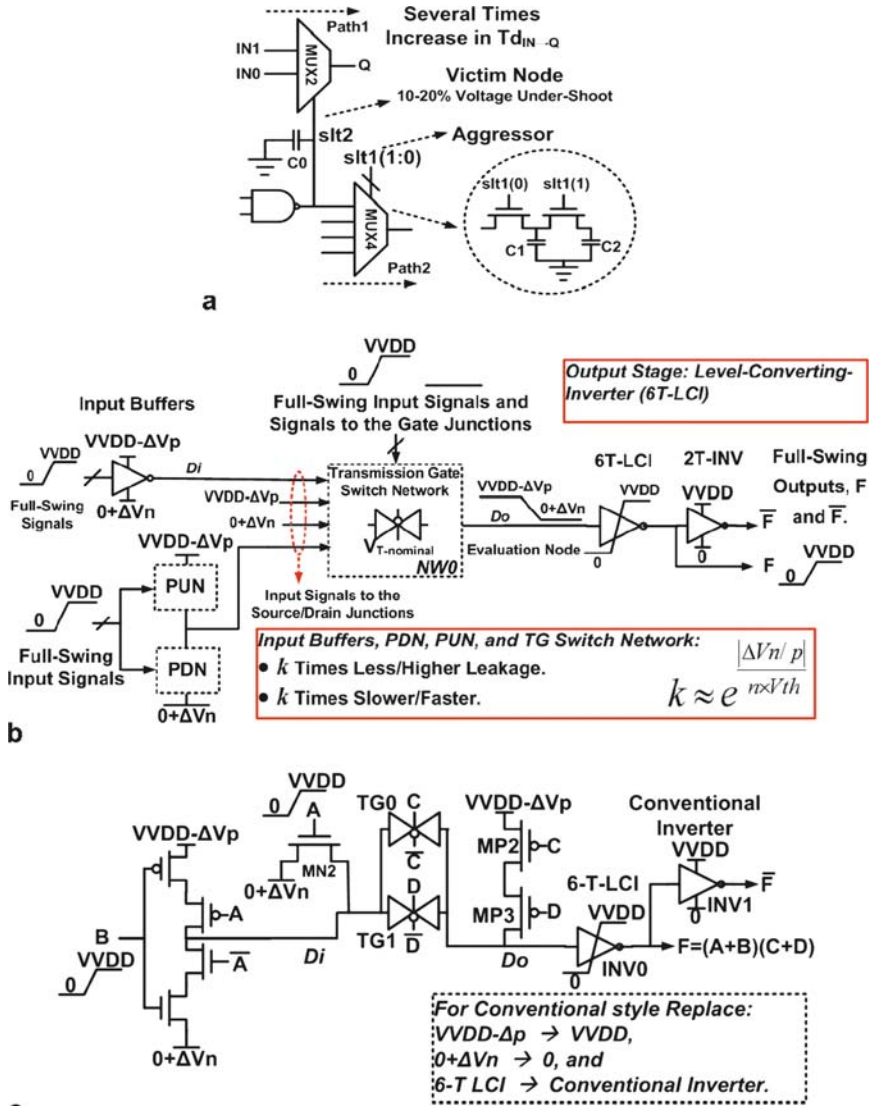 Path1
Several Times
Increase in TdIN→Q
IN1
IN0
MUX2
Q
Victim Node
10-20% Voltage Under-Shoot
slt2
C0
Aggressor
slt1(1:0)
MUX4
slt1(0)
slt1(1)
C1
C2
Path2
a
VVDD
0
Full-Swing Input Signals and
Signals to the Gate Junctions
Output Stage: Level-Converting-
Inverter (6T-LCI)
Input Buffers
VVDD-ΔVp
VVDD
0
Di
0+ΔVn
Full-Swing
Signals
VVDD-ΔVp
0+ΔVn
Transmission Gate
Switch Network
VT-nominal
NW0
VVDD-ΔVp
0+ΔVn
Do
Evaluation Node
6T-LCI
VVDD
0
2T-INV
VVDD
0
Full-Swing
Outputs, F
and F̅.
F̅
F
VVDD
0
VVDD-ΔVp
PUN
VVDD
0
Full-Swing
Input Signals
PDN
0+ΔVn
Input Signals to the
Source/Drain Junctions
Input Buffers, PDN, PUN, and TG Switch Network:
• k Times Less/Higher Leakage.
• k Times Slower/Faster.
k ≈ e^(|ΔVn/p| / n×Vth)
b
VVDD
0
A
MN2
0+ΔVn
VVDD-ΔVp
A
B
A̅
VVDD
0
0+ΔVn
Di
TG0
C
C̅
D
TG1
D̅
VVDD-ΔVp
MP2
C
MP3
D
Do
6-T-LCI
VVDD
0
INV0
Conventional
Inverter
VVDD
0
INV1
F̅
F=(A+B)(C+D)
For Conventional style Replace:
VVDD-Δp → VVDD,
0+ΔVn → 0, and
6-T LCI → Conventional Inverter.